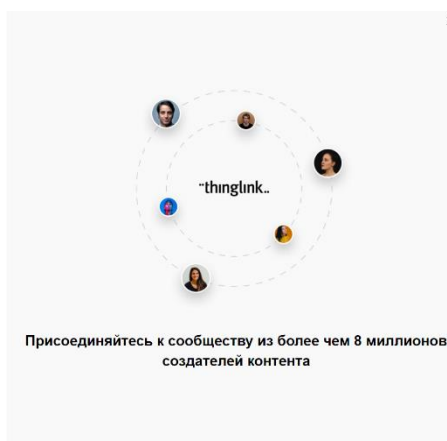 ¨thinglink..
Присоединяйтесь к сообществу из более чем 8 миллионов
создателей контента